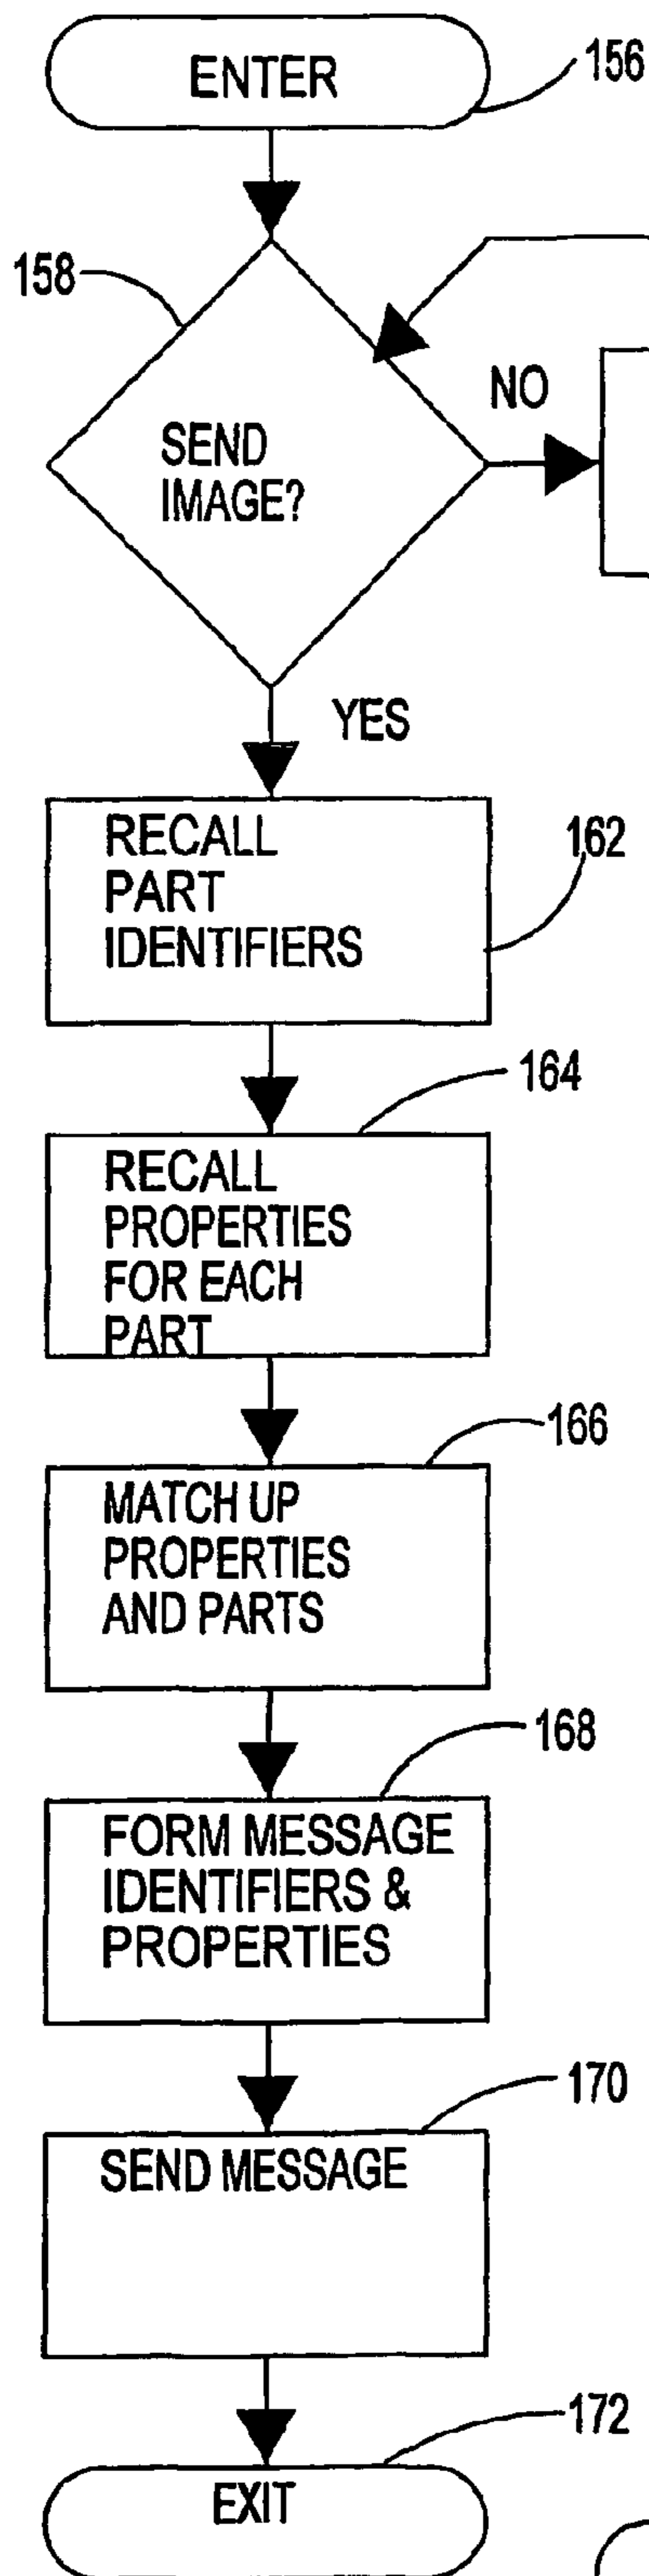 ENTER
156
158
SEND
IMAGE?
NO
YES
RECALL
PART
IDENTIFIERS
162
164
RECALL
PROPERTIES
FOR EACH
PART
166
MATCH UP
PROPERTIES
AND PARTS
168
FORM MESSAGE
IDENTIFIERS &
PROPERTIES
170
SEND MESSAGE
172
EXIT